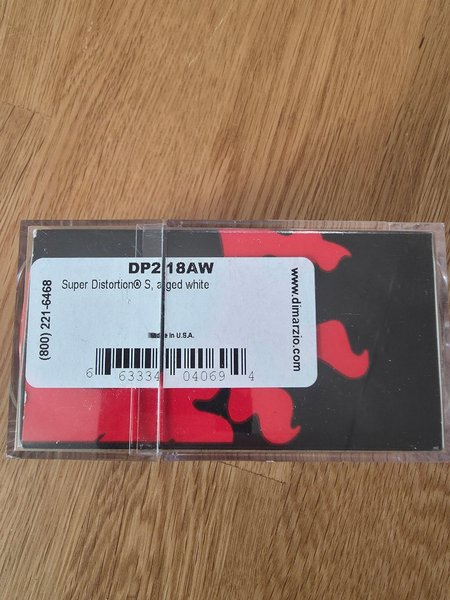 DP218AW
Super Distortion® S, aged white
Made in U.S.A.
6 63334 04069 4
(800) 221-6468
www.dimarzio.com